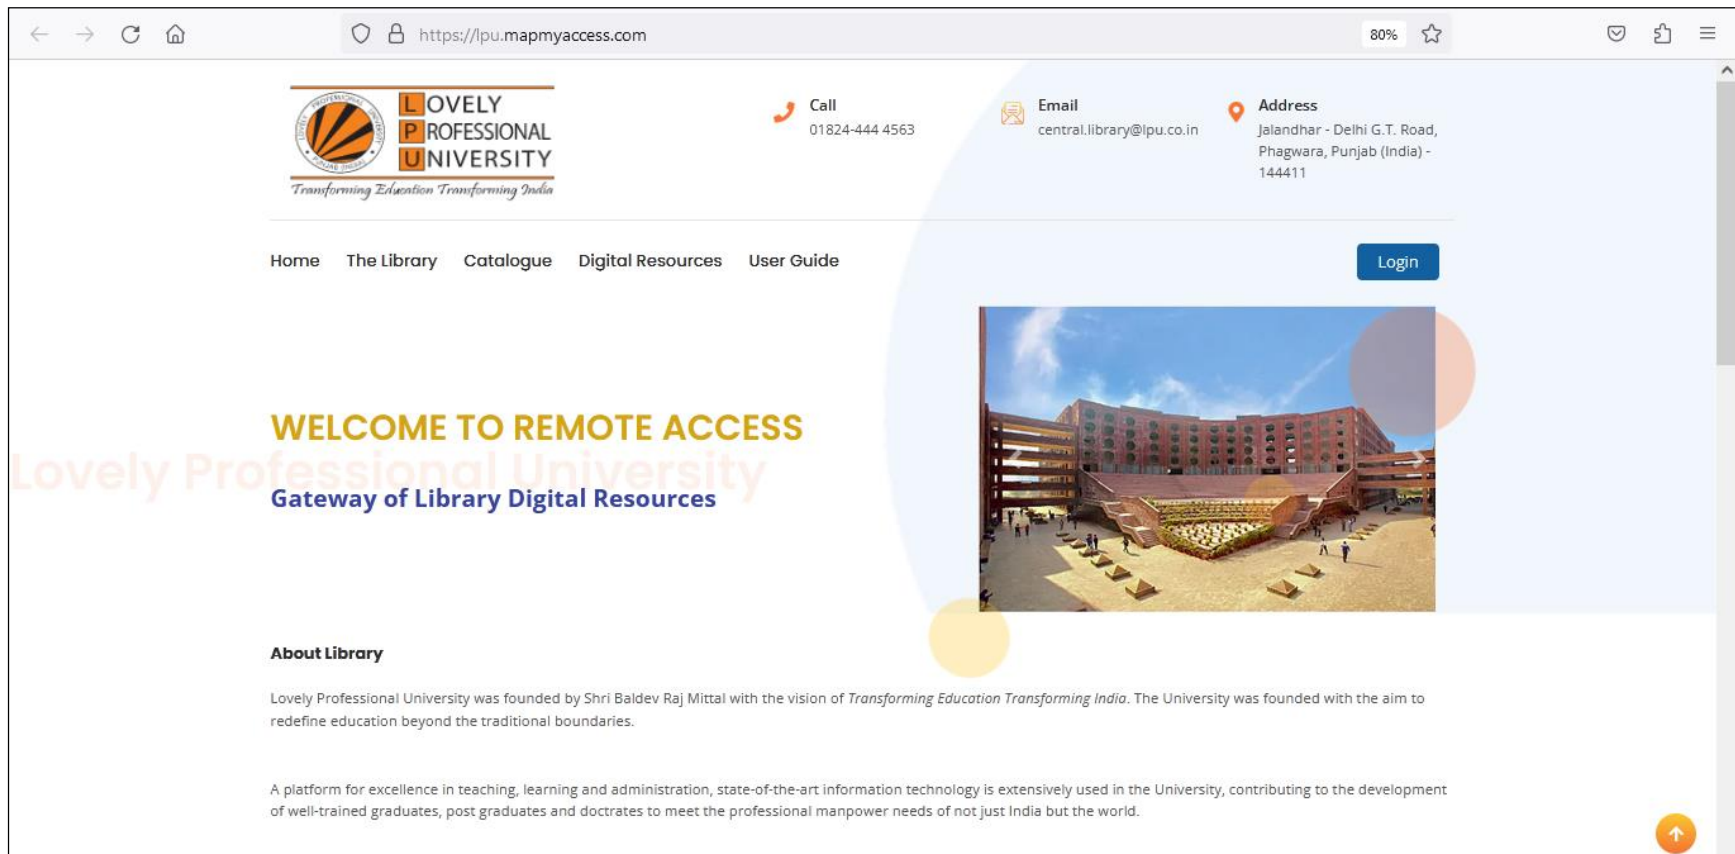 https://lpu.mapmyaccess.com
80%
LOVELY
PROFESSIONAL
UNIVERSITY
Transforming Education Transforming India
Call
01824-444 4563
Email
central.library@lpu.co.in
Address
Jalandhar - Delhi G.T. Road,
Phagwara, Punjab (India) -
144411
Home The Library Catalogue Digital Resources User Guide
Login
WELCOME TO REMOTE ACCESS
Lovely Professional University
Gateway of Library Digital Resources
About Library
Lovely Professional University was founded by Shri Baldev Raj Mittal with the vision of Transforming Education Transforming India. The University was founded with the aim to
redefine education beyond the traditional boundaries.
A platform for excellence in teaching, learning and administration, state-of-the-art information technology is extensively used in the University, contributing to the development
of well-trained graduates, post graduates and doctrates to meet the professional manpower needs of not just India but the world.